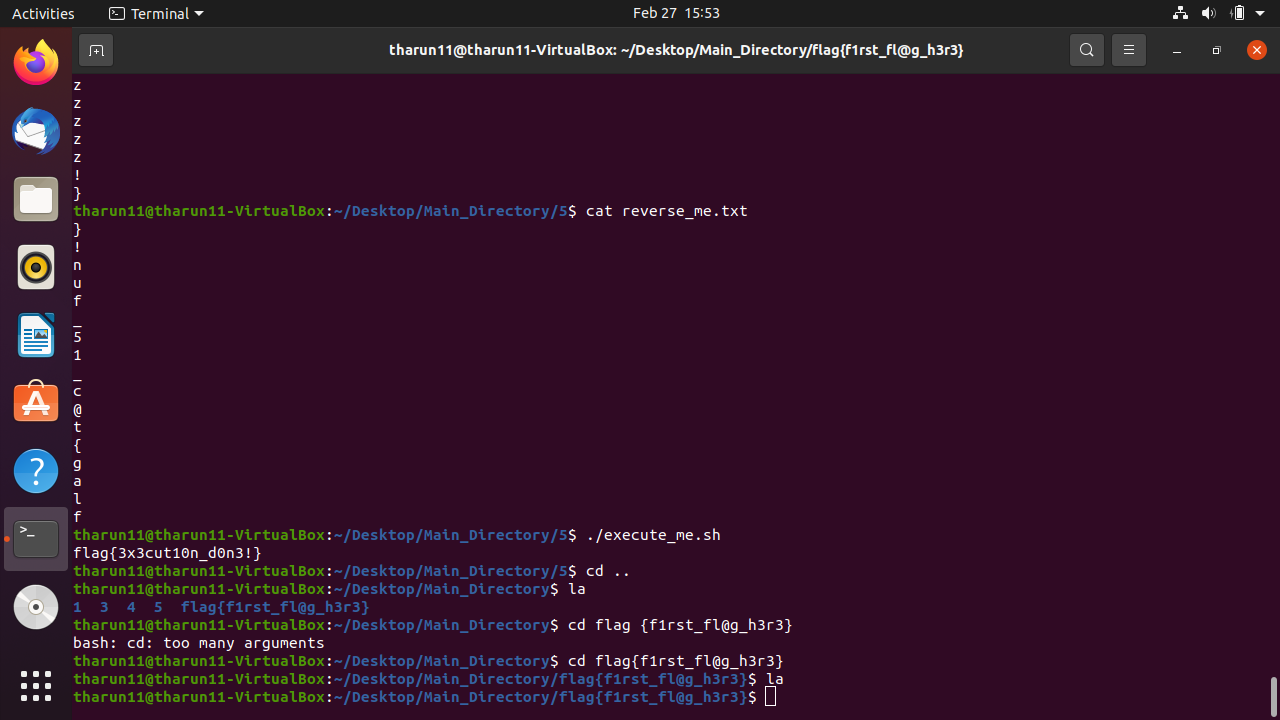 Activities
Terminal
Feb 27 15:53
tharun11@tharun11-VirtualBox: ~/Desktop/Main_Directory/flag{f1rst_fl@g_h3r3}
z
z
z
z
z
!
}
tharun11@tharun11-VirtualBox:~/Desktop/Main_Directory/5$ cat reverse_me.txt
}
!
n
u
f
_
5
1
_
c
@
t
{
g
a
l
f
tharun11@tharun11-VirtualBox:~/Desktop/Main_Directory/5$ ./execute_me.sh
flag{3x3cut10n_d0n3!}
tharun11@tharun11-VirtualBox:~/Desktop/Main_Directory/5$ cd ..
tharun11@tharun11-VirtualBox:~/Desktop/Main_Directory$ la
1  3  4  5  flag{f1rst_fl@g_h3r3}
tharun11@tharun11-VirtualBox:~/Desktop/Main_Directory$ cd flag {f1rst_fl@g_h3r3}
bash: cd: too many arguments
tharun11@tharun11-VirtualBox:~/Desktop/Main_Directory$ cd flag{f1rst_fl@g_h3r3}
tharun11@tharun11-VirtualBox:~/Desktop/Main_Directory/flag{f1rst_fl@g_h3r3}$ la
tharun11@tharun11-VirtualBox:~/Desktop/Main_Directory/flag{f1rst_fl@g_h3r3}$